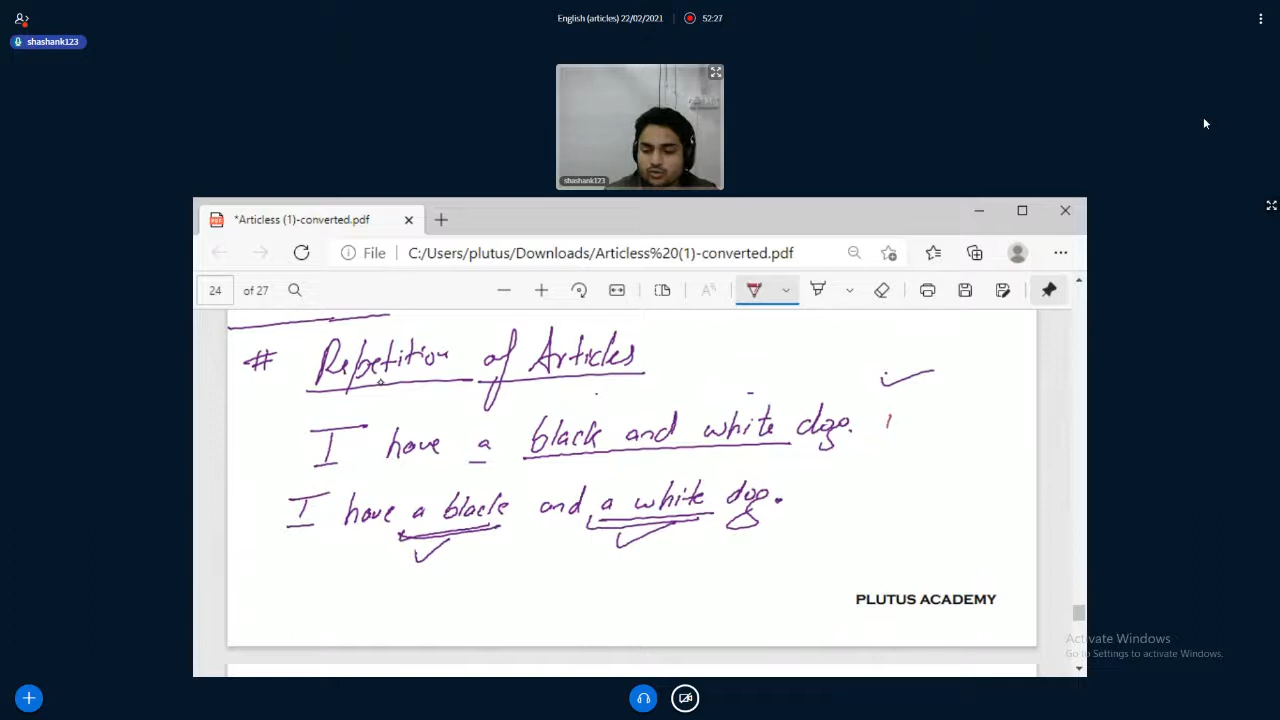 English (articles) 22/02/2021 52:27
shashank123
shashank123
*Articless (1)-converted.pdf
File C:/Users/plutus/Downloads/Articless%20(1)-converted.pdf
24 of 27
# Repetition of Articles
I have a black and white dog.
I have a black and a white dog.
PLUTUS ACADEMY
Activate Windows
Go to Settings to activate Windows.